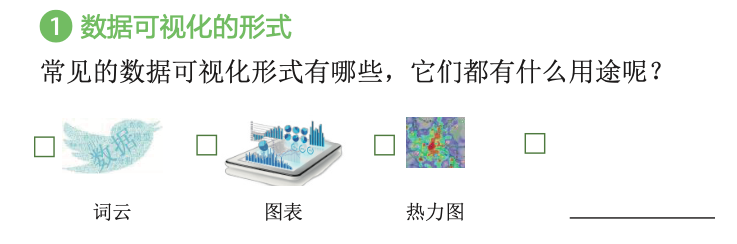 1 数据可视化的形式
常见的数据可视化形式有哪些，它们都有什么用途呢？
数据
词云
图表
热力图